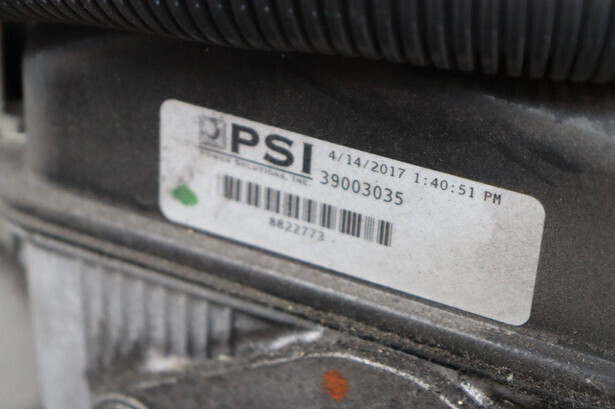 PSI 4/14/2017 1:40:51 PM
POWER SOLUTIONS, INC. 39003035
8822773